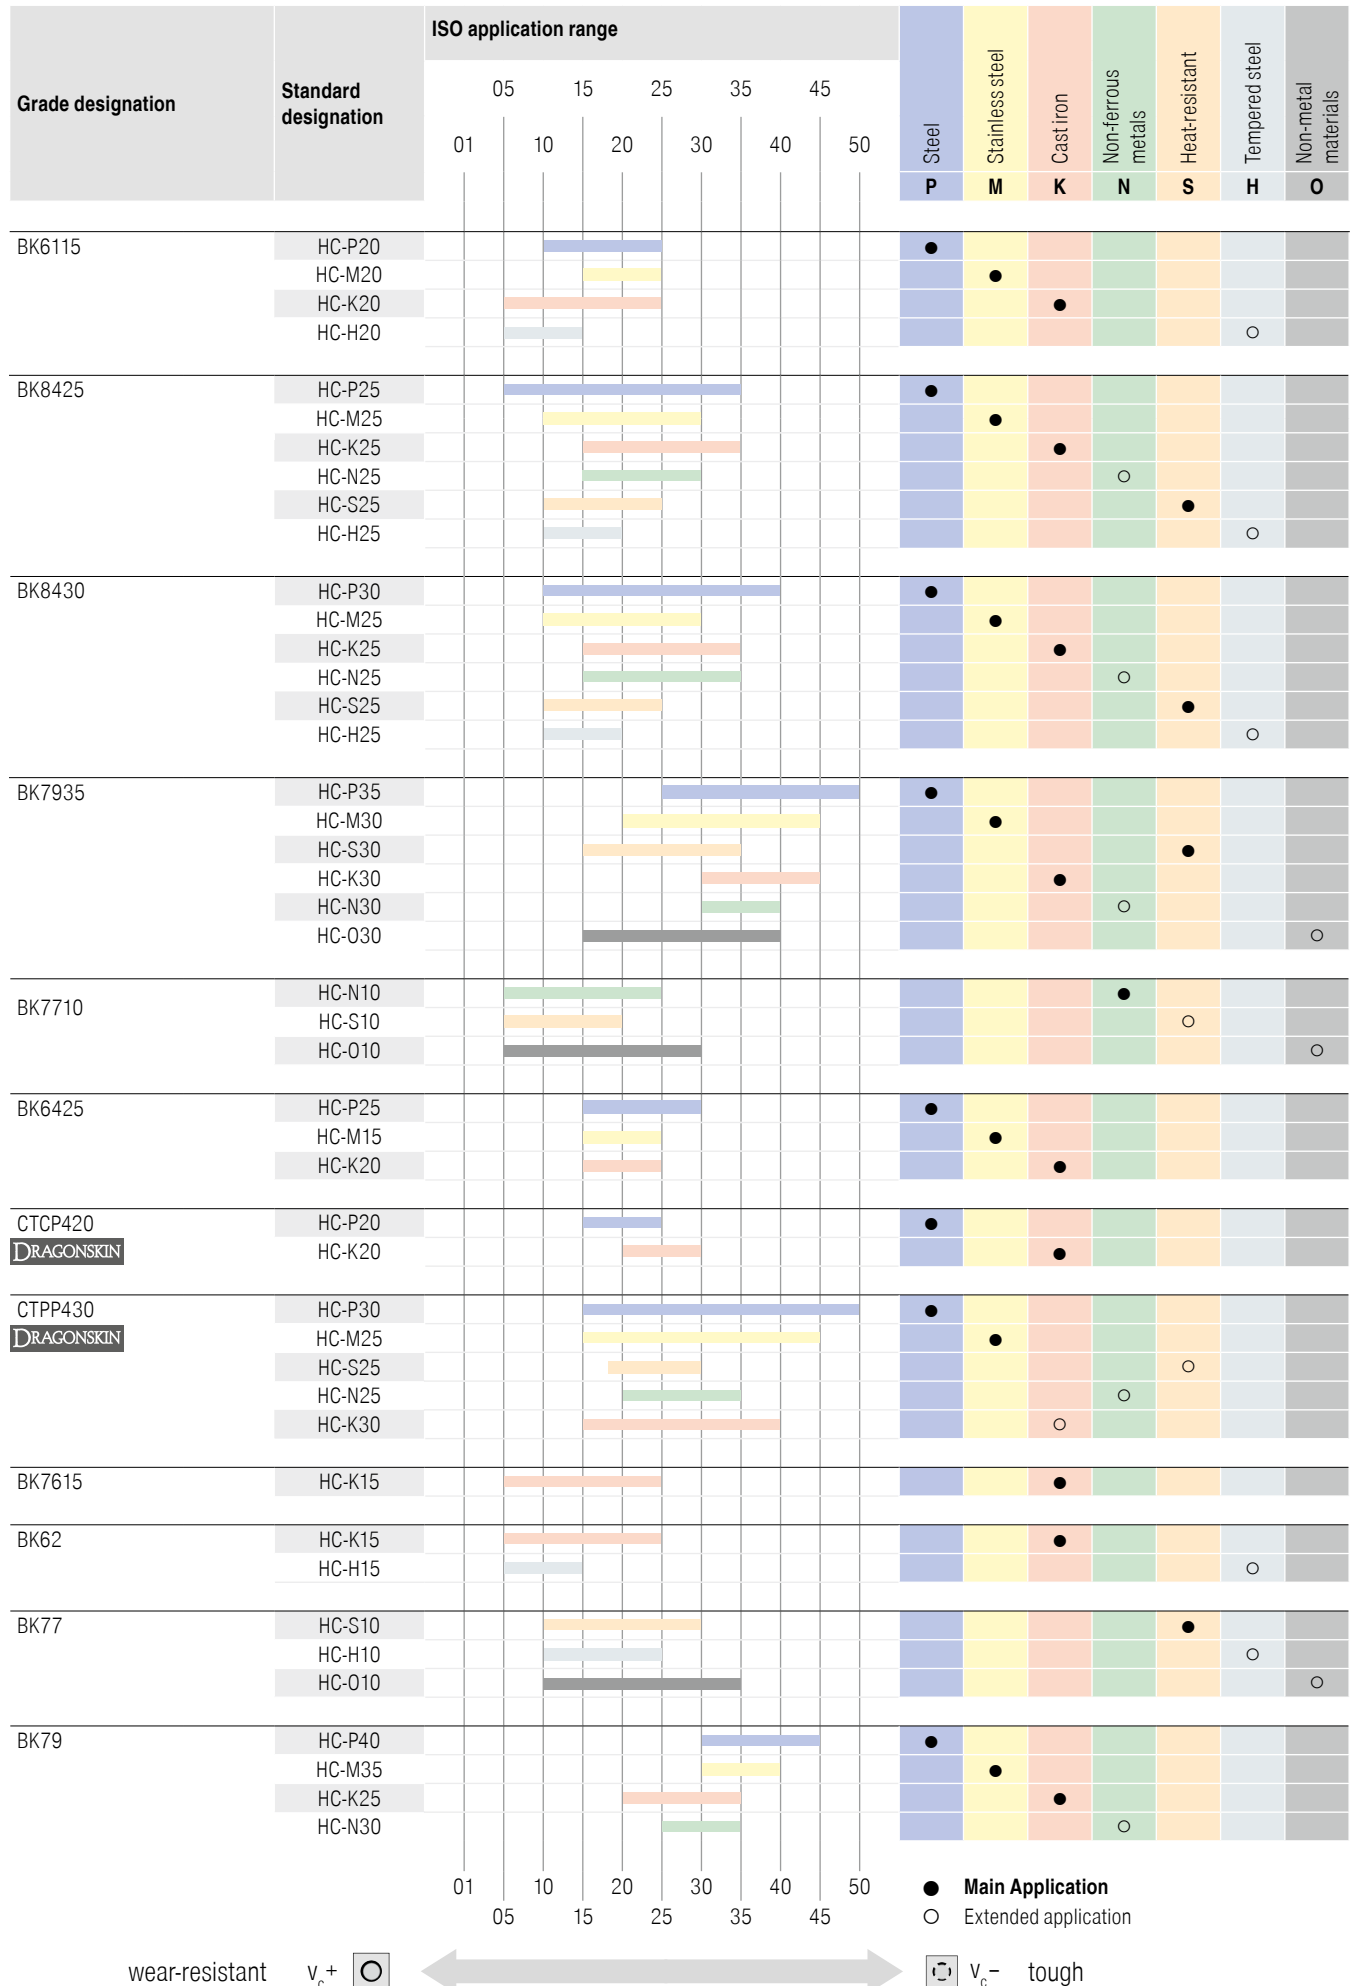 ISO application range
Grade designation
Standard designation
05 15 25 35 45
01 10 20 30 40 50
Steel
Stainless steel
Cast iron
Non-ferrous metals
Heat-resistant
Tempered steel
Non-metal materials
P M K N S H O
BK6115 HC-P20
HC-M20
HC-K20
HC-H20
BK8425 HC-P25
HC-M25
HC-K25
HC-N25
HC-S25
HC-H25
BK8430 HC-P30
HC-M25
HC-K25
HC-N25
HC-S25
HC-H25
BK7935 HC-P35
HC-M30
HC-S30
HC-K30
HC-N30
HC-O30
BK7710 HC-N10
HC-S10
HC-O10
BK6425 HC-P25
HC-M15
HC-K20
CTCP420 HC-P20
DRAGONSKIN HC-K20
CTPP430 HC-P30
DRAGONSKIN HC-M25
HC-S25
HC-N25
HC-K30
BK7615 HC-K15
BK62 HC-K15
HC-H15
BK77 HC-S10
HC-H10
HC-O10
BK79 HC-P40
HC-M35
HC-K25
HC-N30
01 10 20 30 40 50
05 15 25 35 45
● Main Application
○ Extended application
wear-resistant vc+ vc− tough